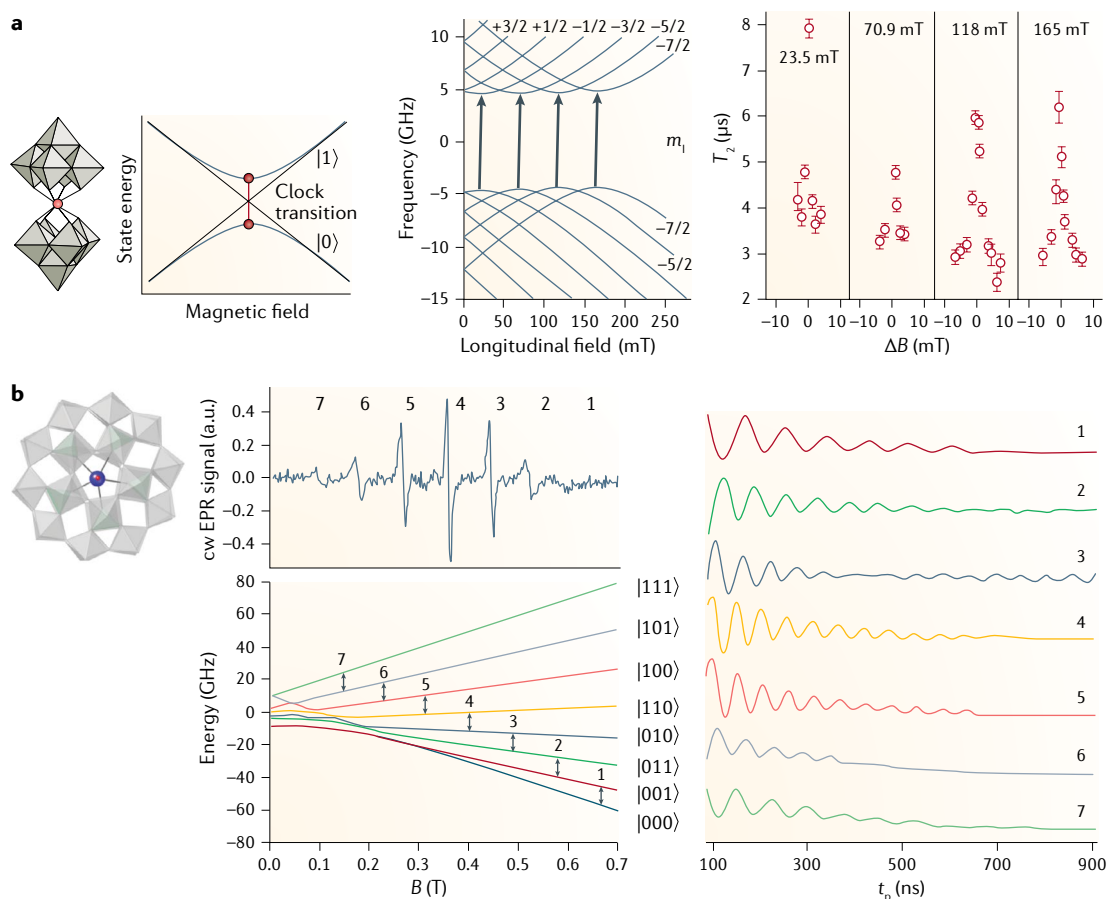 a
State energy
|1⟩
Clock
transition
|0⟩
Magnetic field
Frequency (GHz)
10
5
0
−5
−10
−15
+3/2 +1/2 −1/2 −3/2 −5/2
−7/2
m_I
−7/2
−5/2
0 50 100 150 200 250
Longitudinal field (mT)
T₂ (µs)
8
7
6
5
4
3
2
23.5 mT
70.9 mT
118 mT
165 mT
−10 0 10
−10 0 10
−10 0 10
−10 0 10
ΔB (mT)
b
cw EPR signal (a.u.)
0.4
0.2
0.0
−0.2
−0.4
7 6 5 4 3 2 1
Energy (GHz)
80
60
40
20
0
−20
−40
−60
−80
7
6
5
4
3
2
1
|111⟩
|101⟩
|100⟩
|110⟩
|010⟩
|011⟩
|001⟩
|000⟩
0.0 0.1 0.2 0.3 0.4 0.5 0.6 0.7
B (T)
1
2
3
4
5
6
7
100 300 500 700 900
t_p (ns)